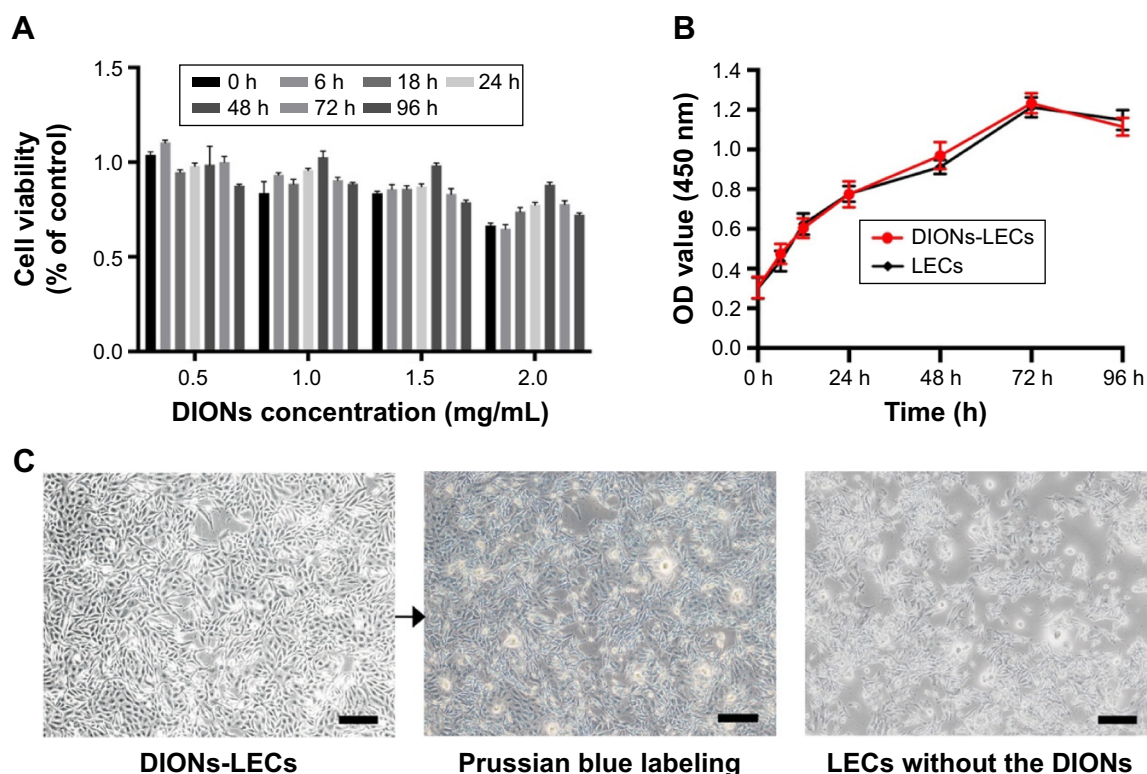 A
1.5
1.0
0.5
0.0
Cell viability
(% of control)
0 h 6 h 18 h 24 h
48 h 72 h 96 h
0.5 1.0 1.5 2.0
DIONs concentration (mg/mL)
B
1.4
1.2
1.0
0.8
0.6
0.4
0.2
0.0
OD value (450 nm)
DIONs-LECs
LECs
0 h 24 h 48 h 72 h 96 h
Time (h)
C
DIONs-LECs
Prussian blue labeling
LECs without the DIONs